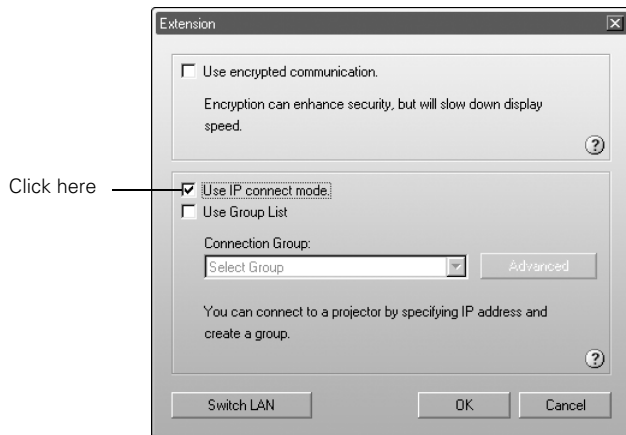 Extension
Use encrypted communication.
Encryption can enhance security, but will slow down display
speed.
?
Click here
Use IP connect mode.
Use Group List
Connection Group:
Select Group
Advanced
You can connect to a projector by specifying IP address and
create a group.
?
Switch LAN
OK
Cancel